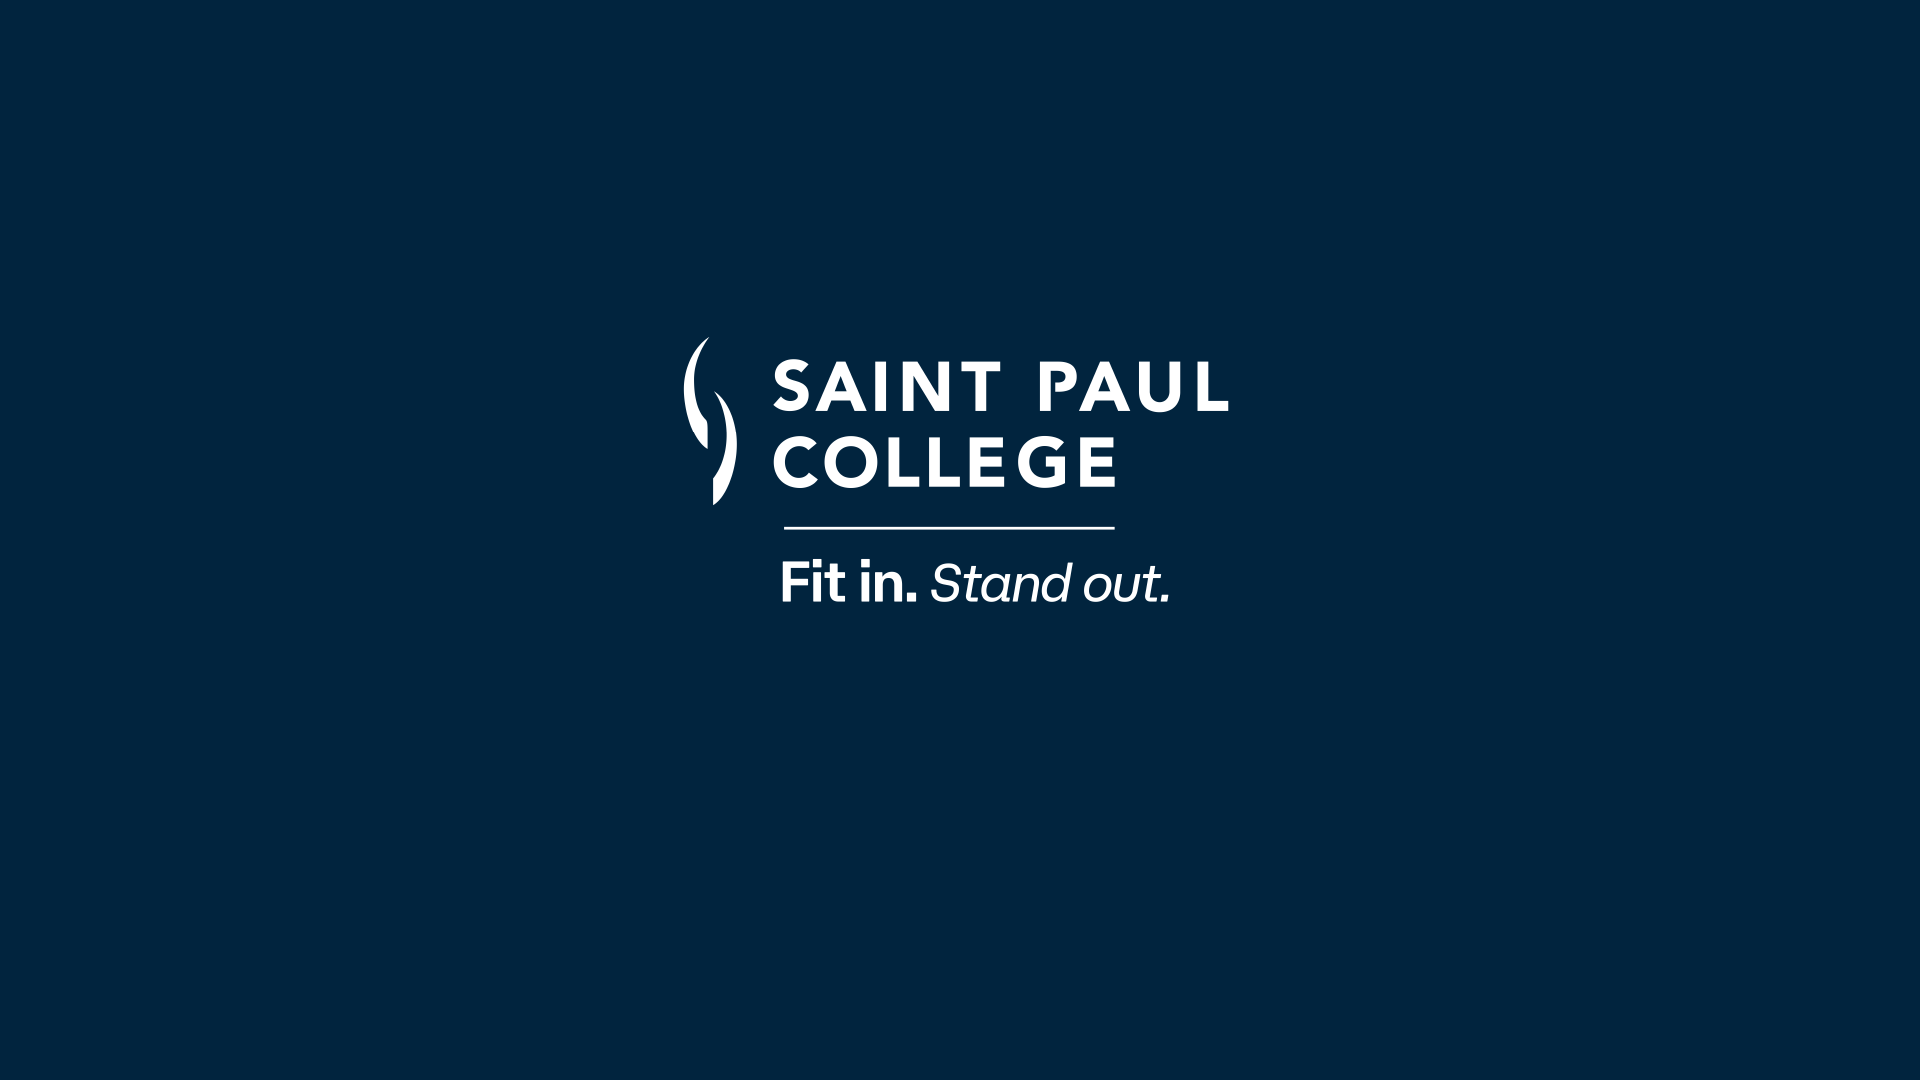 SAINT PAUL
COLLEGE
Fit in. Stand out.